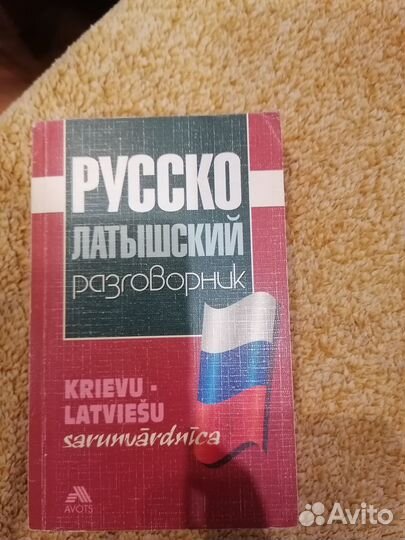 РУССКО
ЛАТЫШСКИЙ
разговорник
KRIEVU -
LATVIEŠU
sarunvārdnīca
AVOTS
Avito